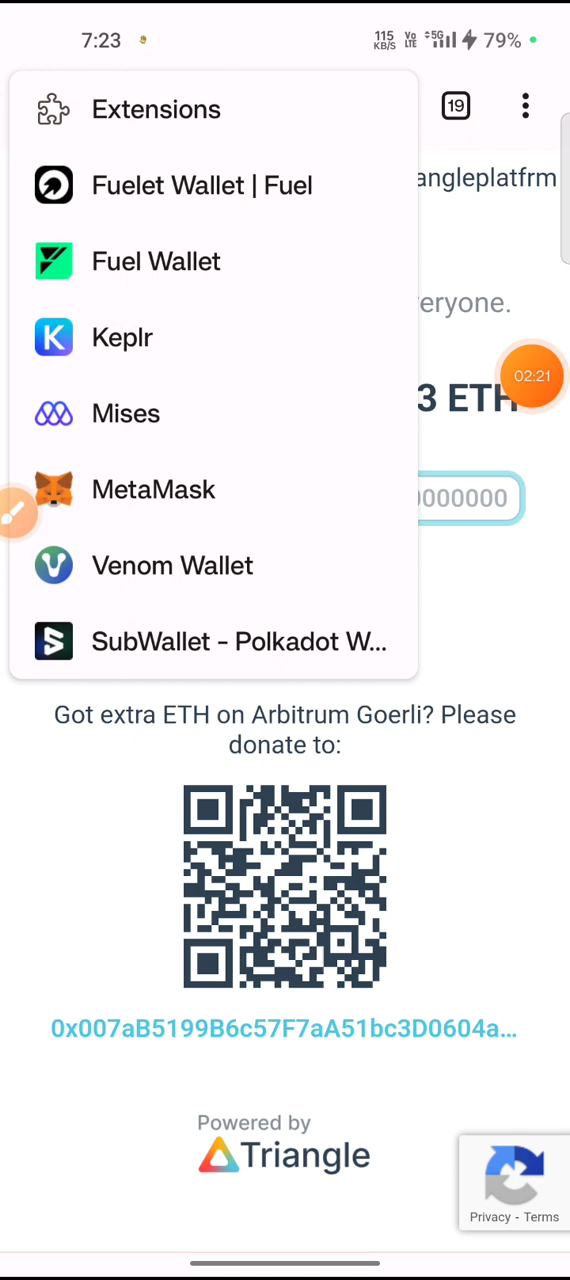 7:23
115 KB/S Vo LTE 5G 79%
Extensions
19
angleplatfrm
Fuelet Wallet | Fuel
Fuel Wallet
eryone.
Keplr
02:21
3 ETH
Mises
MetaMask
0000000
Venom Wallet
SubWallet - Polkadot W...
Got extra ETH on Arbitrum Goerli? Please
donate to:
0x007aB5199B6c57F7aA51bc3D0604a...
Powered by
Triangle
Privacy - Terms